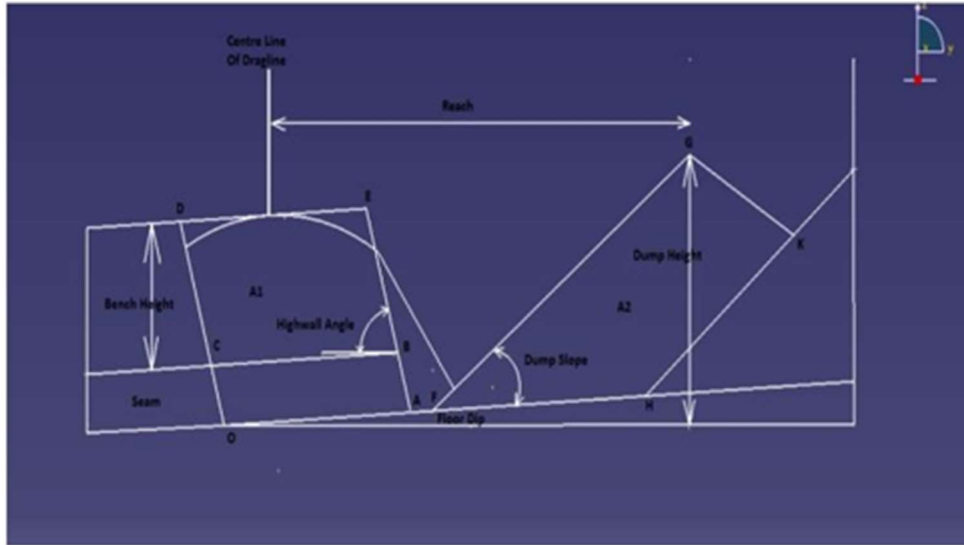 Centre Line
Of Dragline
Reach
G
E
D
K
Dump Height
A1
Bench Height
A2
Highwall Angle
C
B
Dump Slope
Seam
A
F
H
Floor Dip
O
y